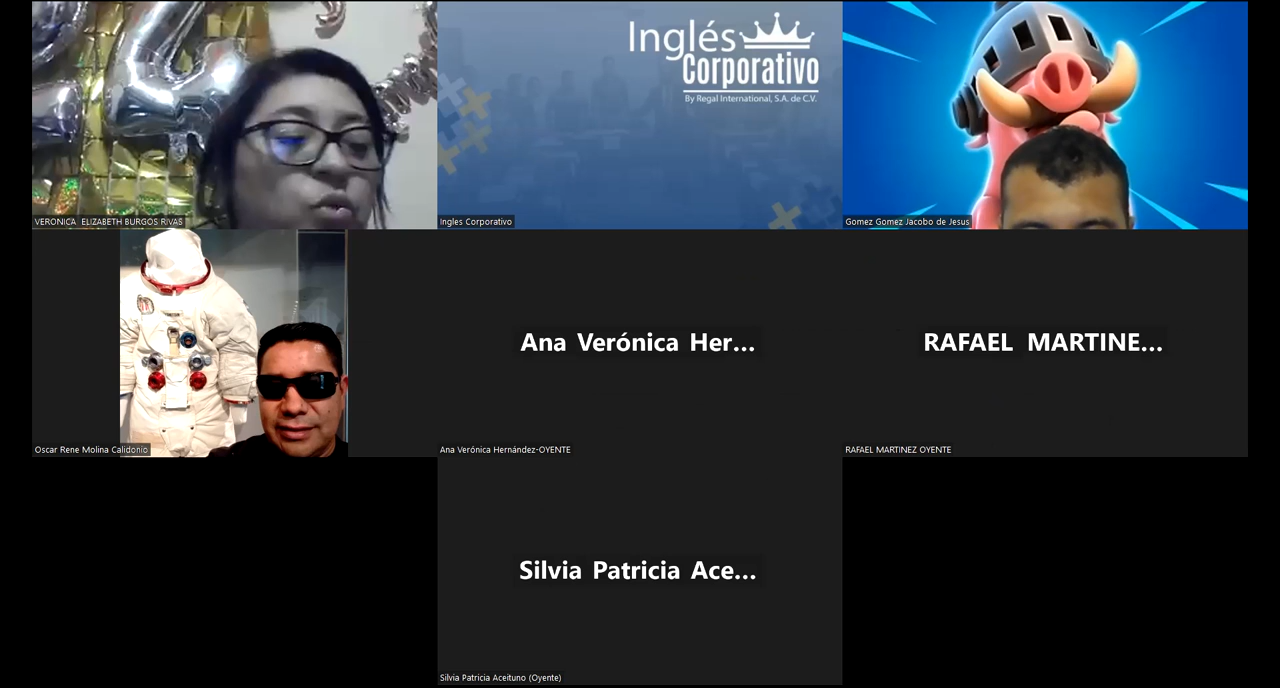 Inglés
Corporativo
By Regal International, S.A. de C.V.
VERONICA ELIZABETH BURGOS RIVAS
Ingles Corporativo
Gomez Gomez Jacobo de Jesus
Oscar Rene Molina Calidonio
Ana Verónica Her...
Ana Verónica Hernández-OYENTE
RAFAEL MARTINE...
RAFAEL MARTINEZ OYENTE
Silvia Patricia Ace...
Silvia Patricia Aceituno (Oyente)